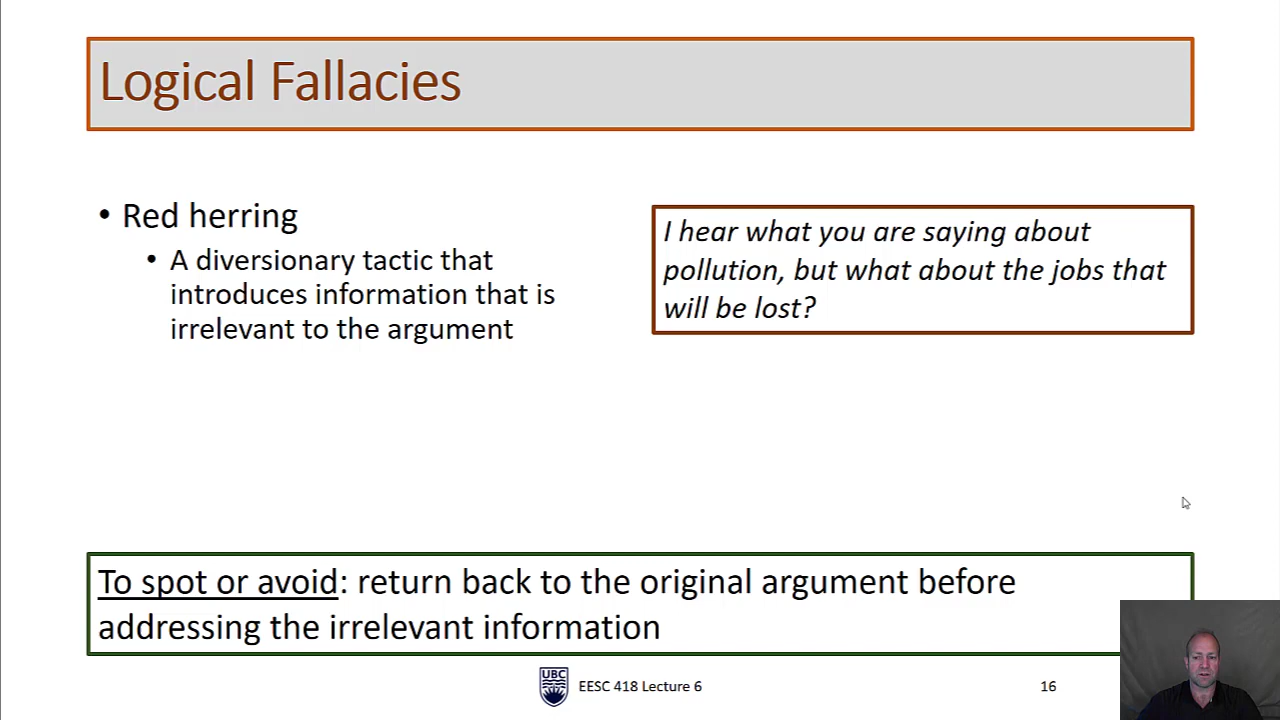 Logical Fallacies
• Red herring
• A diversionary tactic that
introduces information that is
irrelevant to the argument
I hear what you are saying about
pollution, but what about the jobs that
will be lost?
To spot or avoid: return back to the original argument before
addressing the irrelevant information
UBC
EESC 418 Lecture 6
16